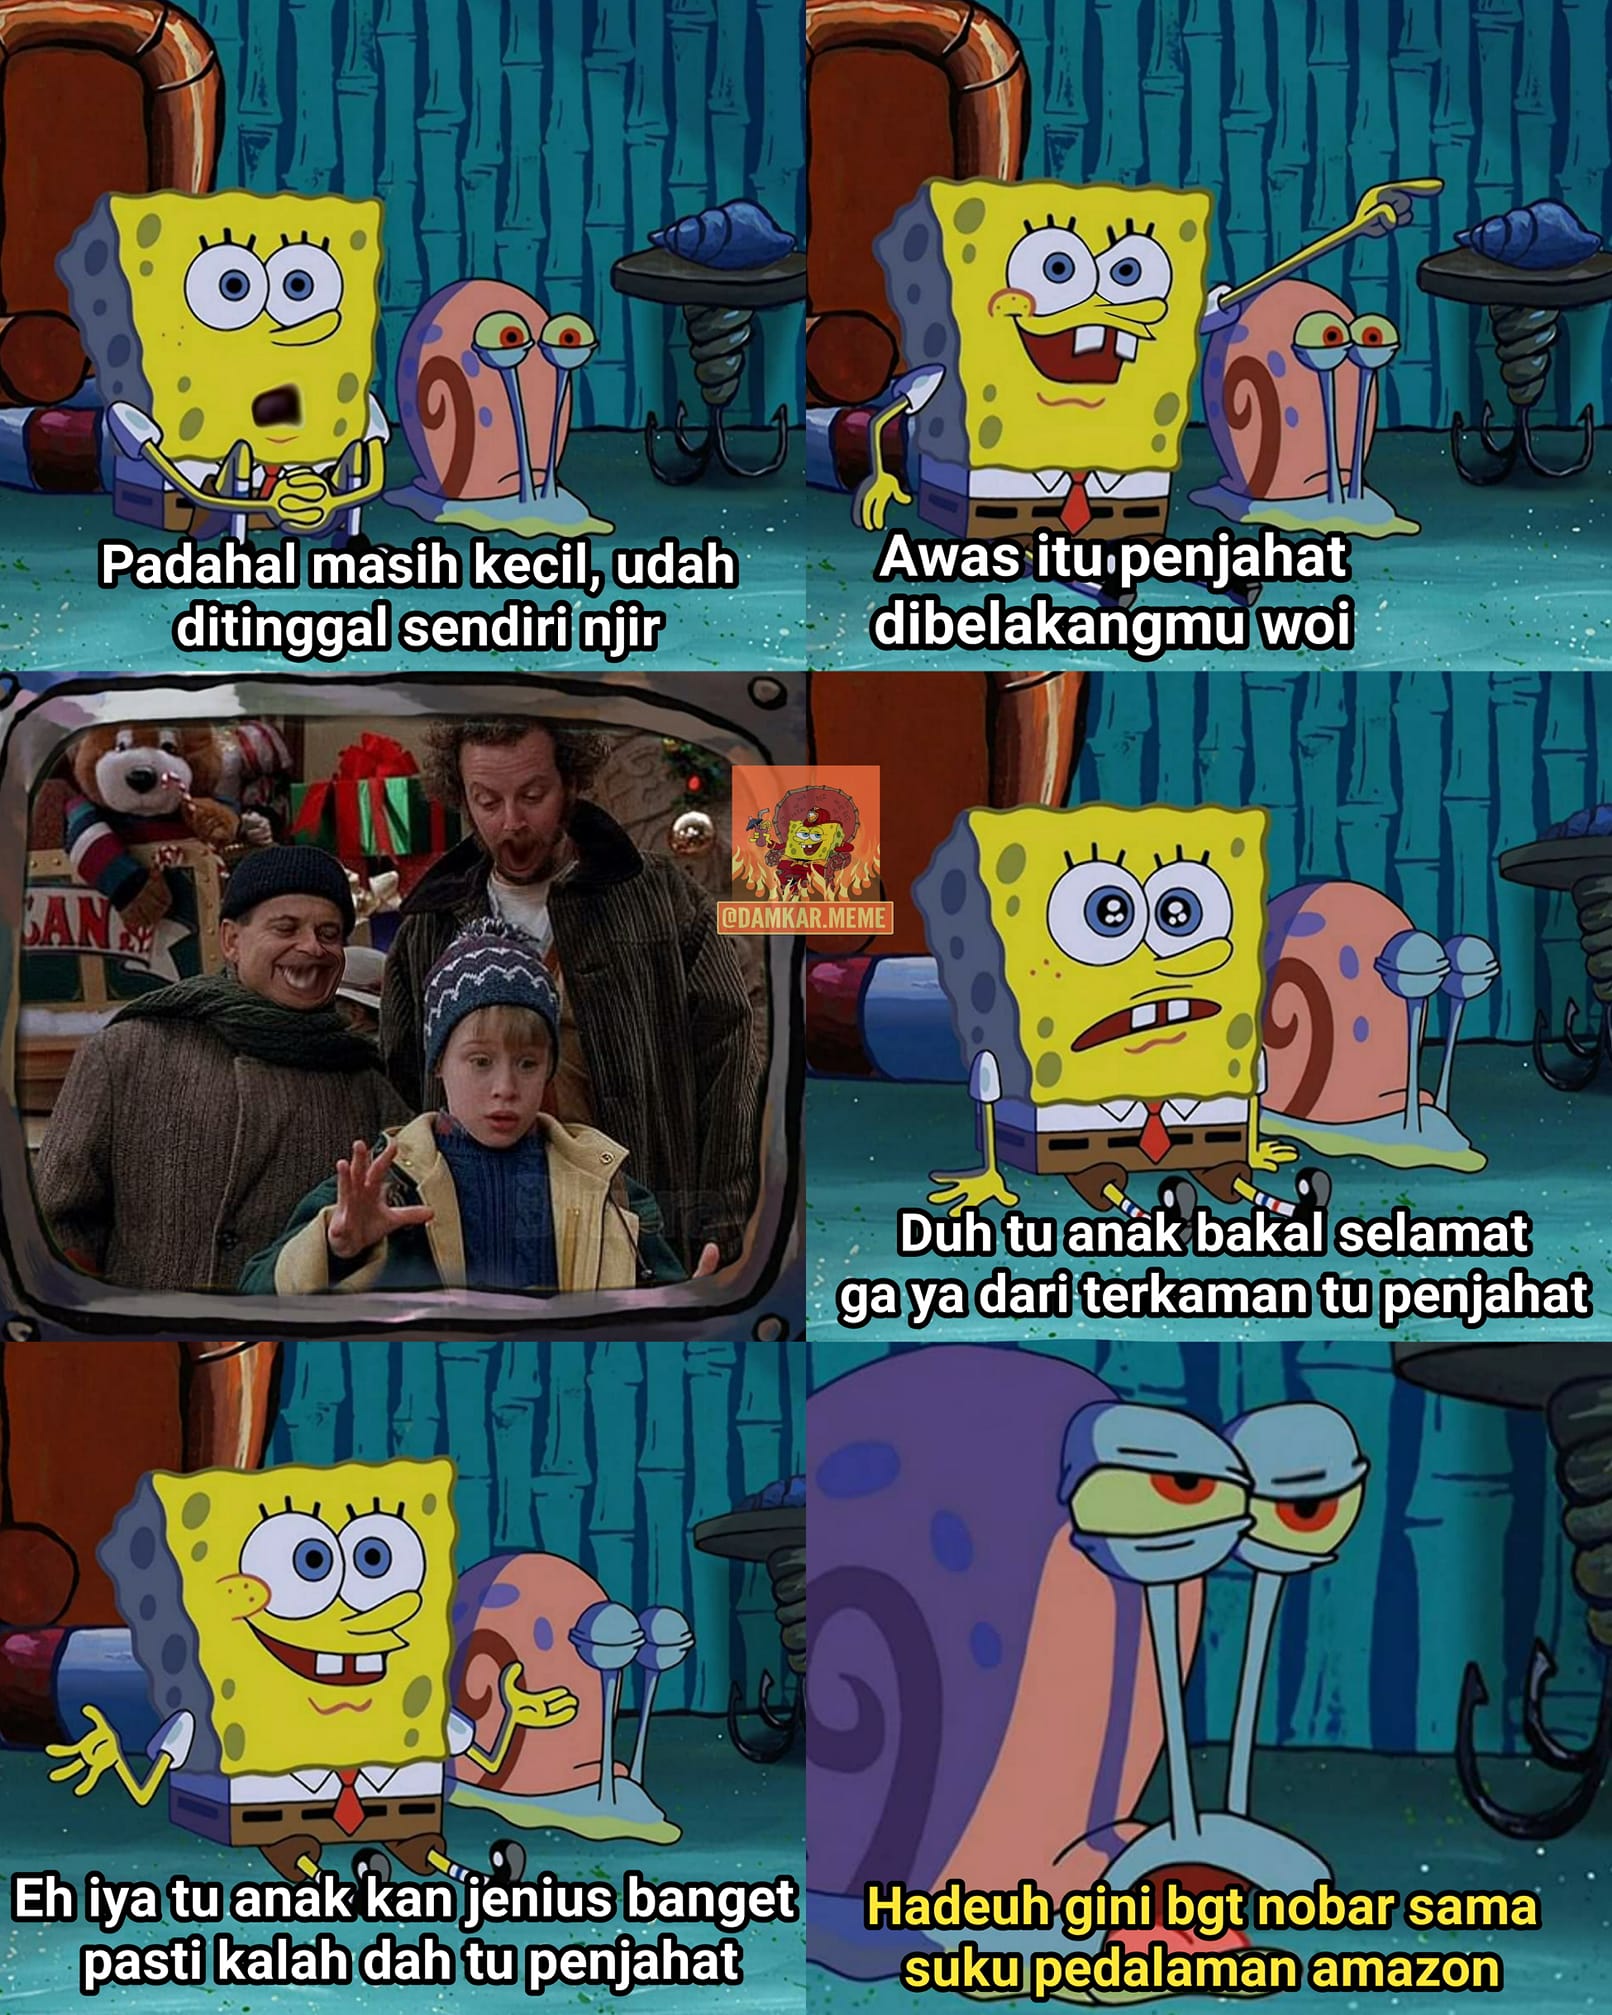 Padahal masih kecil, udah
ditinggal sendiri njir
Awas itu penjahat
dibelakangmu woi
CAN
@DAMKAR.MEME
Duh tu anak bakal selamat
ga ya dari terkaman tu penjahat
Eh iya tu anak kan jenius banget
pasti kalah dah tu penjahat
Hadeuh gini bgt nobar sama
suku pedalaman amazon